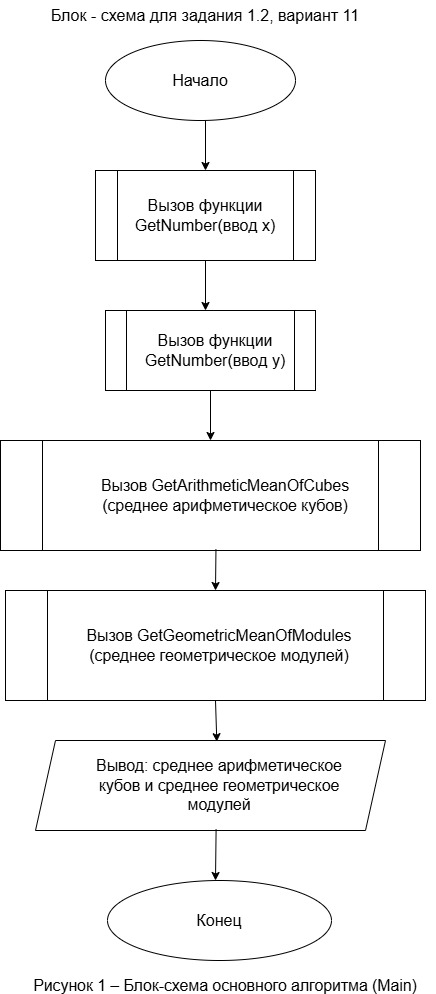 Блок - схема для задания 1.2, вариант 11
Начало
Вызов функции
GetNumber(ввод x)
Вызов функции
GetNumber(ввод y)
Вызов GetArithmeticMeanOfCubes
(среднее арифметическое кубов)
Вызов GetGeometricMeanOfModules
(среднее геометрическое модулей)
Вывод: среднее арифметическое
кубов и среднее геометрическое
модулей
Конец
Рисунок 1 – Блок-схема основного алгоритма (Main)